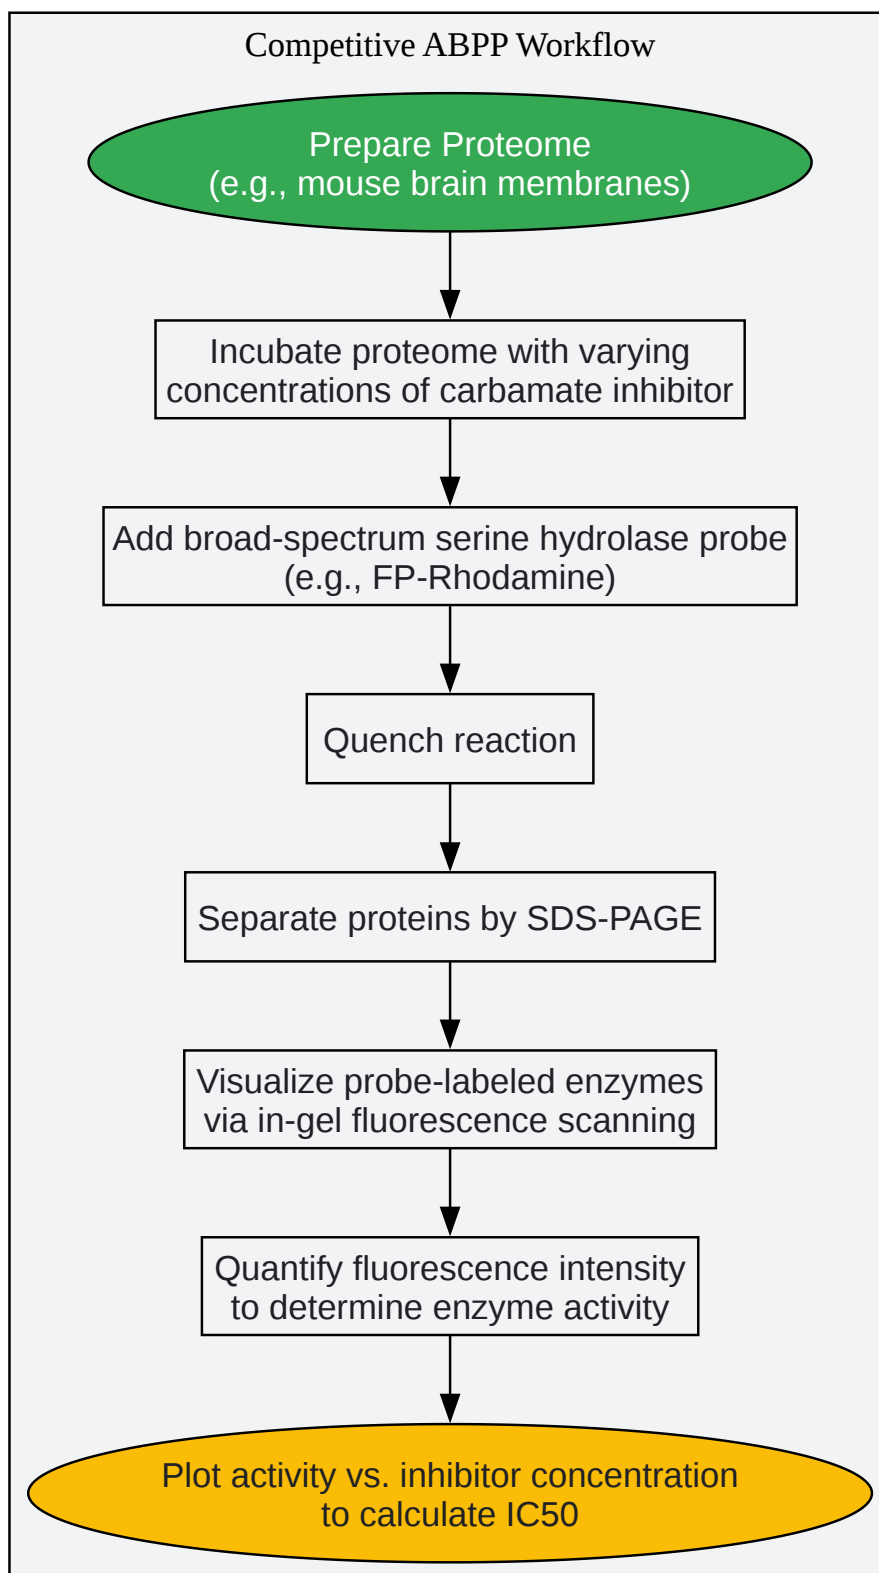 Competitive ABPP Workflow
Prepare Proteome
(e.g., mouse brain membranes)
Incubate proteome with varying
concentrations of carbamate inhibitor
Add broad-spectrum serine hydrolase probe
(e.g., FP-Rhodamine)
Quench reaction
Separate proteins by SDS-PAGE
Visualize probe-labeled enzymes
via in-gel fluorescence scanning
Quantify fluorescence intensity
to determine enzyme activity
Plot activity vs. inhibitor concentration
to calculate IC50